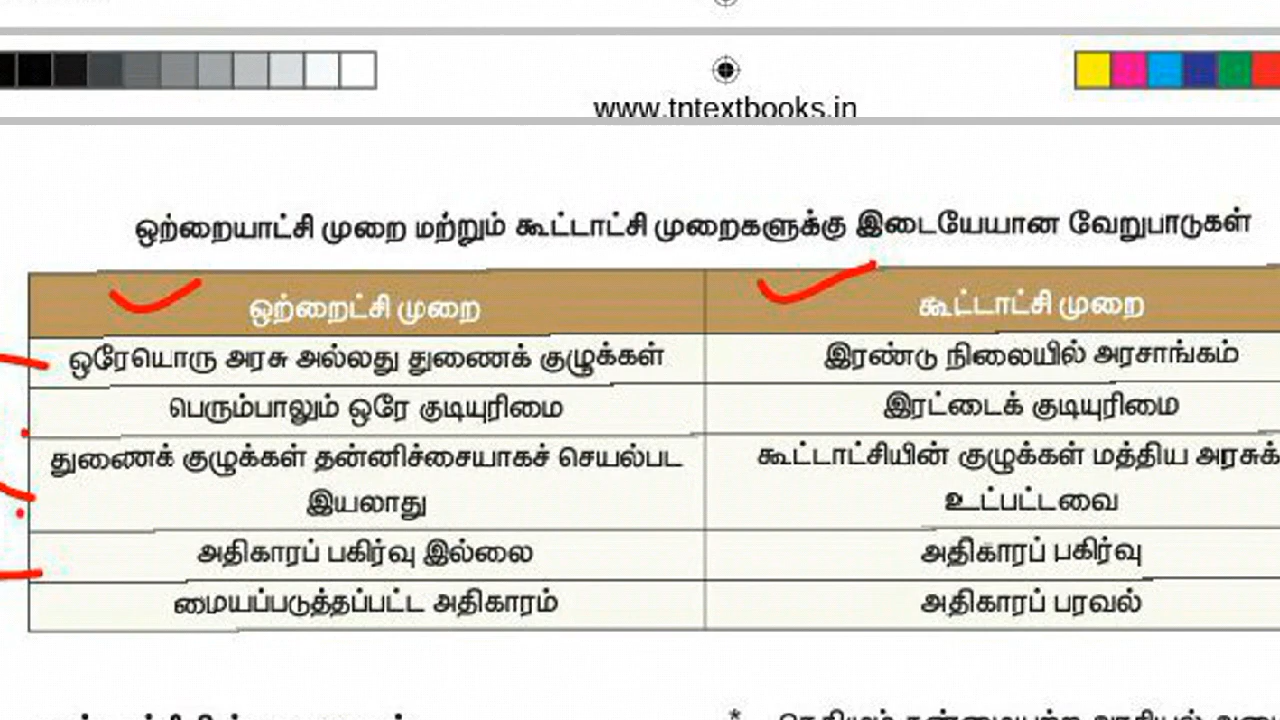 www.tntextbooks.in
ஒற்றையாட்சி முறை மற்றும் கூட்டாட்சி முறைகளுக்கு இடையேயான வேறுபாடுகள்
ஒற்றைட்சி முறை கூட்டாட்சி முறை
ஒரேயொரு அரசு அல்லது துணைக் குழுக்கள் இரண்டு நிலையில் அரசாங்கம்
பெரும்பாலும் ஒரே குடியுரிமை இரட்டைக் குடியுரிமை
துணைக் குழுக்கள் தன்னிச்சையாகச் செயல்பட கூட்டாட்சியின் குழுக்கள் மத்திய அரசுக்
இயலாது உட்பட்டவை
அதிகாரப் பகிர்வு இல்லை அதிகாரப் பகிர்வு
மையப்படுத்தப்பட்ட அதிகாரம் அதிகாரப் பரவல்